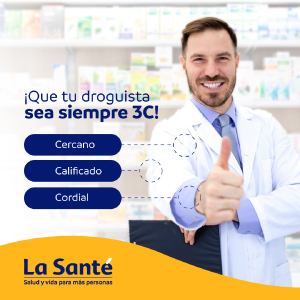 ¡Que tu droguista
sea siempre 3C!
Cercano
Calificado
Cordial
La Santé
Salud y vida para más personas